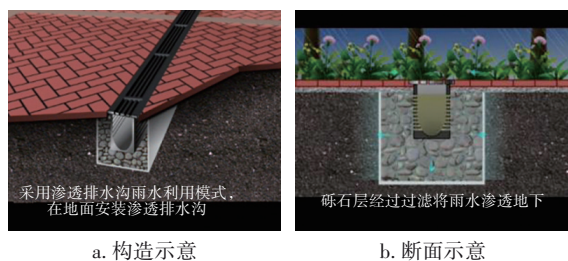 采用渗透排水沟雨水利用模式，
在地面安装渗透排水沟
砾石层经过过滤将雨水渗透地下
a. 构造示意
b. 断面示意